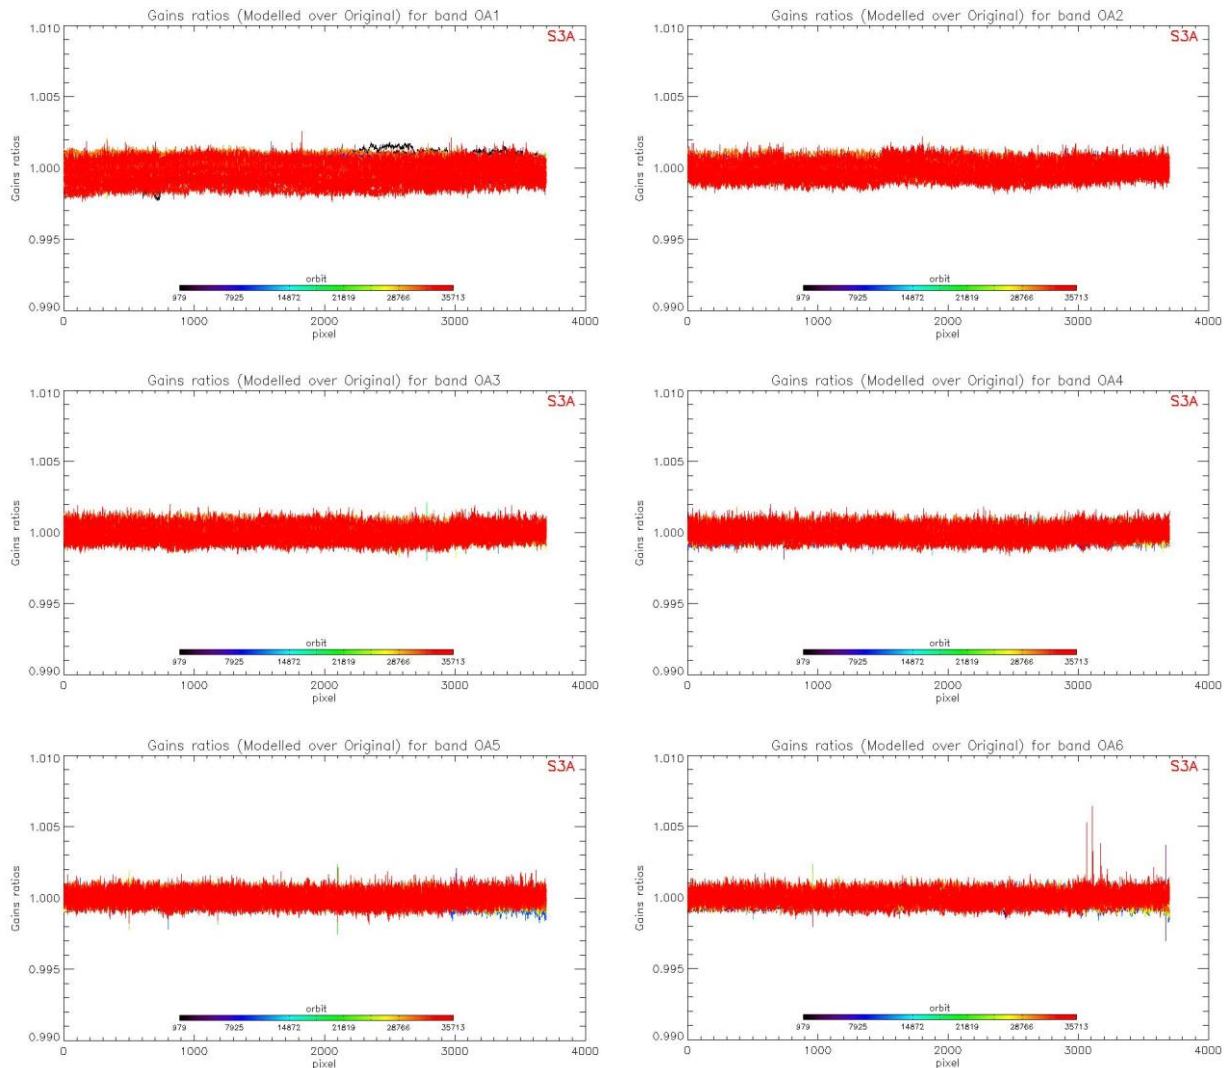 Gains ratios (Modelled over Original) for band OA1
S3A
1.010
1.005
1.000
0.995
0.990
Gains ratios
orbit
979 7925 14872 21819 28766 35713
0 1000 2000 3000 4000
pixel
Gains ratios (Modelled over Original) for band OA2
S3A
1.010
1.005
1.000
0.995
0.990
Gains ratios
orbit
979 7925 14872 21819 28766 35713
0 1000 2000 3000 4000
pixel
Gains ratios (Modelled over Original) for band OA3
S3A
1.010
1.005
1.000
0.995
0.990
Gains ratios
orbit
979 7925 14872 21819 28766 35713
0 1000 2000 3000 4000
pixel
Gains ratios (Modelled over Original) for band OA4
S3A
1.010
1.005
1.000
0.995
0.990
Gains ratios
orbit
979 7925 14872 21819 28766 35713
0 1000 2000 3000 4000
pixel
Gains ratios (Modelled over Original) for band OA5
S3A
1.010
1.005
1.000
0.995
0.990
Gains ratios
orbit
979 7925 14872 21819 28766 35713
0 1000 2000 3000 4000
pixel
Gains ratios (Modelled over Original) for band OA6
S3A
1.010
1.005
1.000
0.995
0.990
Gains ratios
orbit
979 7925 14872 21819 28766 35713
0 1000 2000 3000 4000
pixel